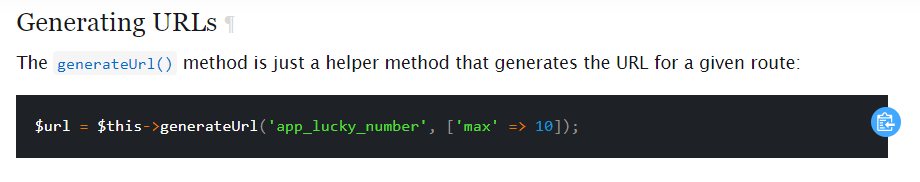 Generating URLs ¶
The generateUrl() method is just a helper method that generates the URL for a given route:
$url = $this->generateUrl('app_lucky_number', ['max' => 10]);